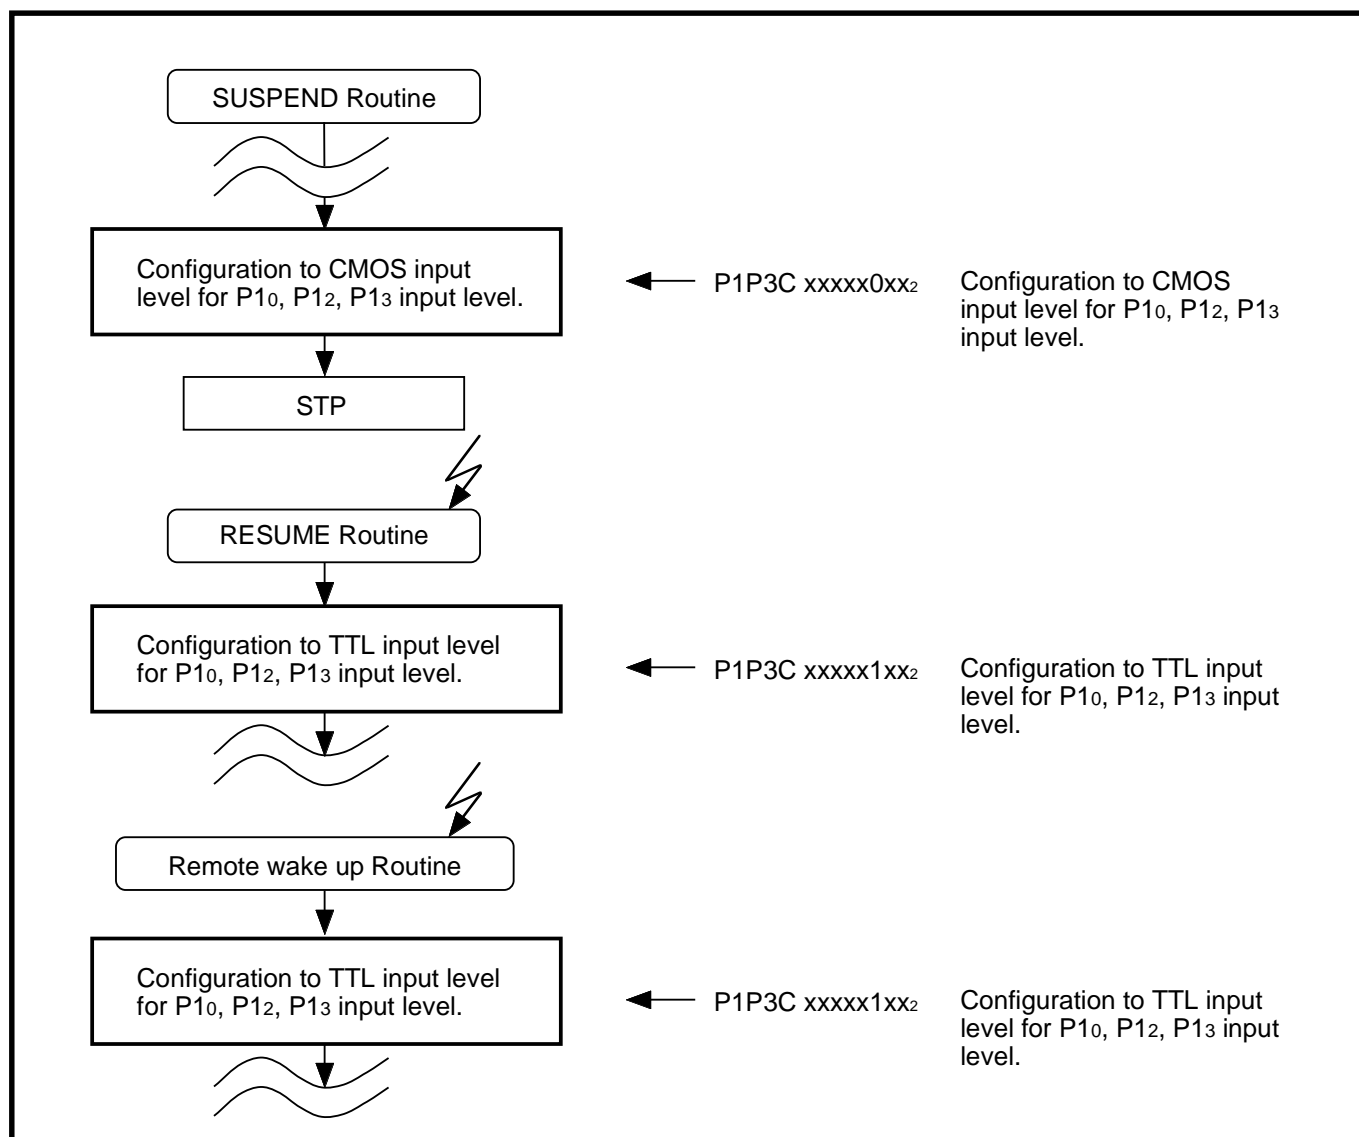 SUSPEND Routine
Configuration to CMOS input
level for P10, P12, P13 input level.
P1P3C xxxxx0xx2
Configuration to CMOS
input level for P10, P12, P13
input level.
STP
RESUME Routine
Configuration to TTL input level
for P10, P12, P13 input level.
P1P3C xxxxx1xx2
Configuration to TTL input
level for P10, P12, P13 input
level.
Remote wake up Routine
Configuration to TTL input level
for P10, P12, P13 input level.
P1P3C xxxxx1xx2
Configuration to TTL input
level for P10, P12, P13 input
level.